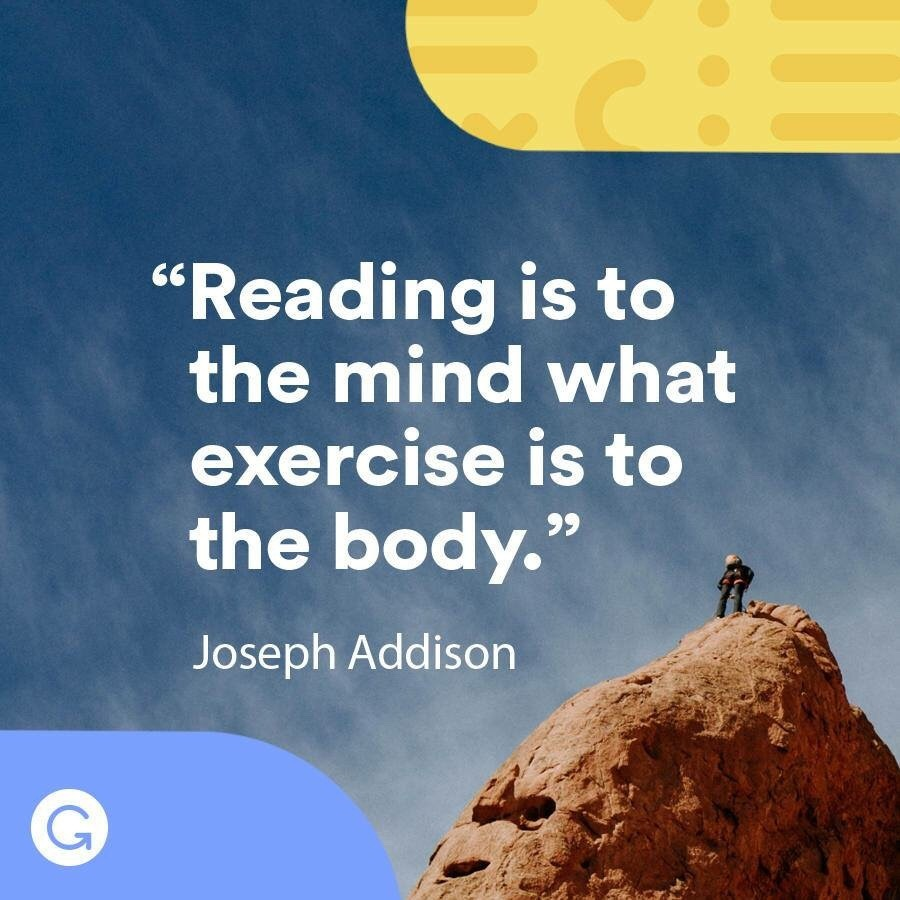 “Reading is to
the mind what
exercise is to
the body.”
Joseph Addison
G